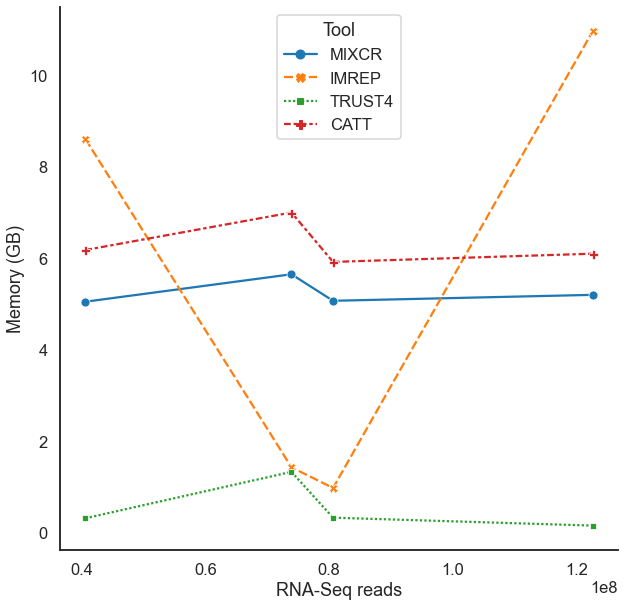 Tool
MIXCR
IMREP
TRUST4
CATT
Memory (GB)
10
8
6
4
2
0
0.4 0.6 0.8 1.0 1.2
1e8
RNA-Seq reads